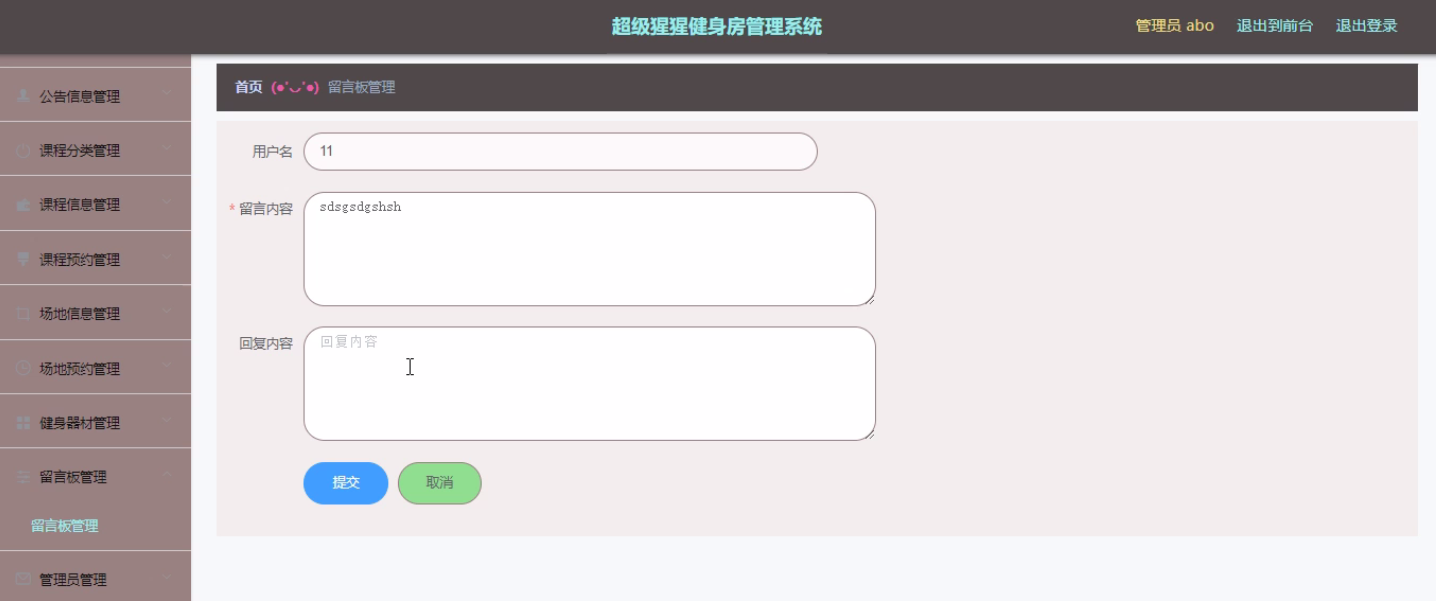 超级猩猩健身房管理系统
管理员 abo 退出到前台 退出登录
首页 (●'◡'●) 留言板管理
公告信息管理
课程分类管理
课程信息管理
课程预约管理
场地信息管理
场地预约管理
健身器材管理
留言板管理
留言板管理
管理员管理
用户名 11
* 留言内容 sdsgsdgshsh
回复内容 回复内容
提交 取消